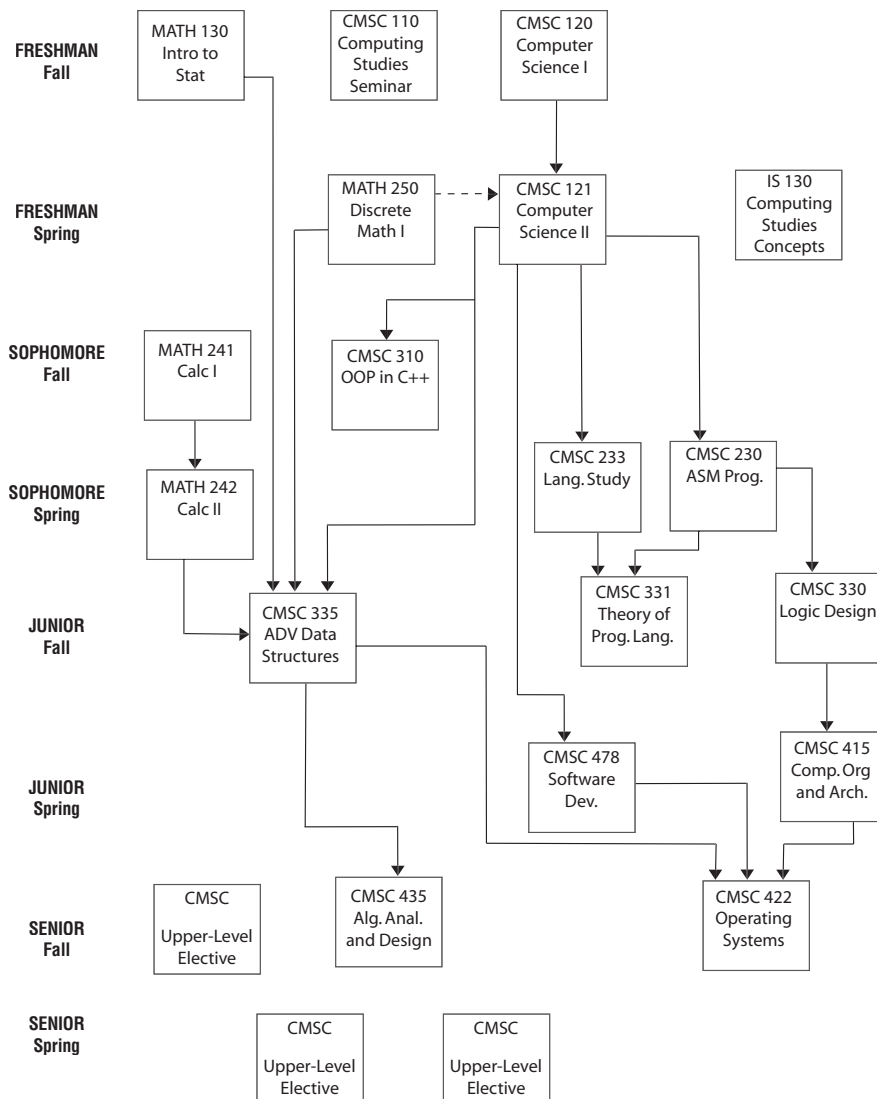 FRESHMAN
Fall
MATH 130
Intro to
Stat
CMSC 110
Computing
Studies
Seminar
CMSC 120
Computer
Science I
FRESHMAN
Spring
MATH 250
Discrete
Math I
CMSC 121
Computer
Science II
IS 130
Computing
Studies
Concepts
SOPHOMORE
Fall
MATH 241
Calc I
CMSC 310
OOP in C++
SOPHOMORE
Spring
MATH 242
Calc II
CMSC 233
Lang. Study
CMSC 230
ASM Prog.
JUNIOR
Fall
CMSC 335
ADV Data
Structures
CMSC 331
Theory of
Prog. Lang.
CMSC 330
Logic Design
JUNIOR
Spring
CMSC 478
Software
Dev.
CMSC 415
Comp. Org
and Arch.
SENIOR
Fall
CMSC
Upper-Level
Elective
CMSC 435
Alg. Anal.
and Design
CMSC 422
Operating
Systems
SENIOR
Spring
CMSC
Upper-Level
Elective
CMSC
Upper-Level
Elective